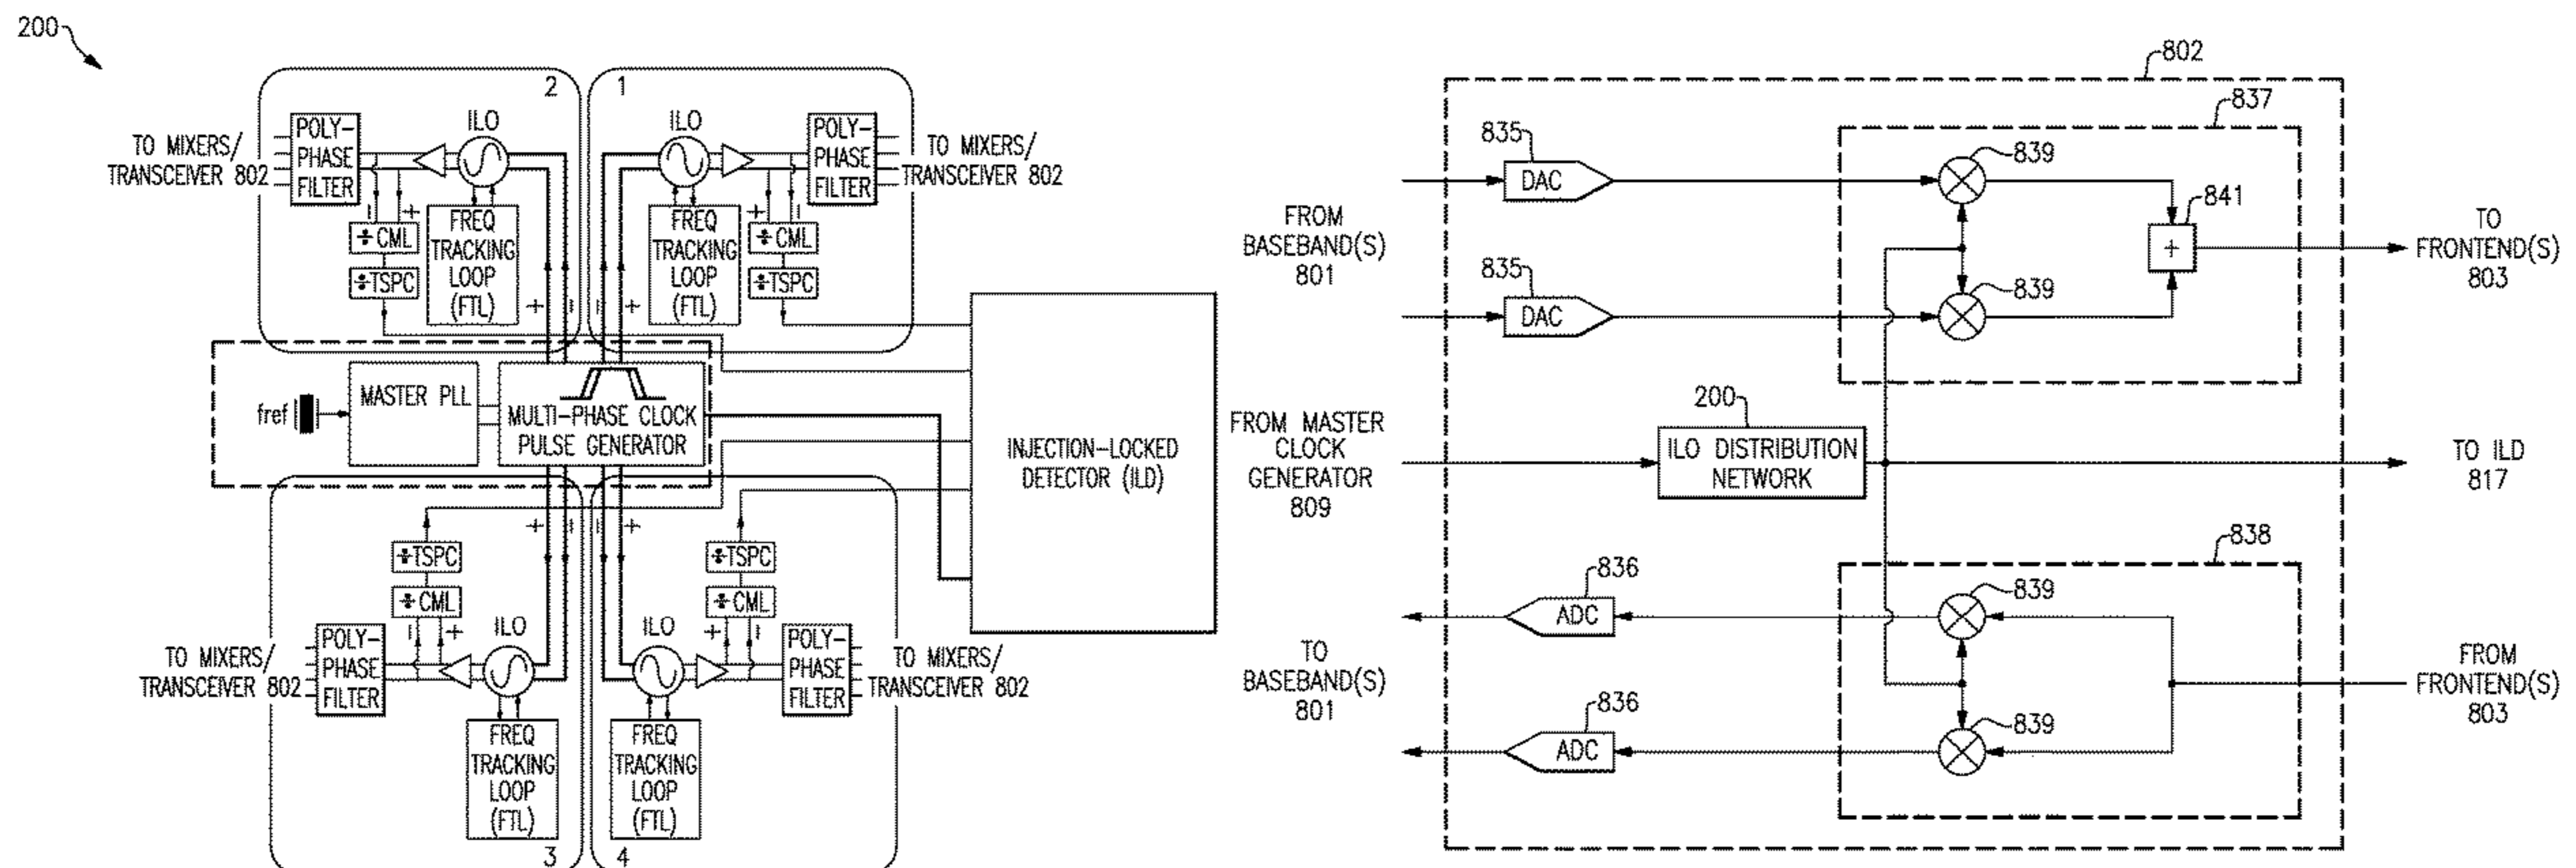 200
2
1
ILO
ILO
POLY-
PHASE
FILTER
TO MIXERS/
TRANSCEIVER 802
POLY-
PHASE
FILTER
TO MIXERS/
TRANSCEIVER 802
− +
+ −
÷CML
÷TSPC
FREQ
TRACKING
LOOP
(FTL)
FREQ
TRACKING
LOOP
(FTL)
÷CML
÷TSPC
+ − − +
fref
MASTER PLL
MULTI-PHASE CLOCK
PULSE GENERATOR
INJECTION-LOCKED
DETECTOR (ILD)
+ − − +
÷TSPC
÷CML
÷TSPC
÷CML
− +
+ −
ILO
ILO
TO MIXERS/
TRANSCEIVER 802
POLY-
PHASE
FILTER
POLY-
PHASE
FILTER
TO MIXERS/
TRANSCEIVER 802
FREQ
TRACKING
LOOP
(FTL)
FREQ
TRACKING
LOOP
(FTL)
3
4
802
837
835
DAC
839
841
+
FROM
BASEBAND(S)
801
TO
FRONTEND(S)
803
835
DAC
839
FROM MASTER
CLOCK
GENERATOR
809
200
ILO DISTRIBUTION
NETWORK
TO ILD
817
838
836
ADC
839
TO
BASEBAND(S)
801
FROM
FRONTEND(S)
803
836
ADC
839